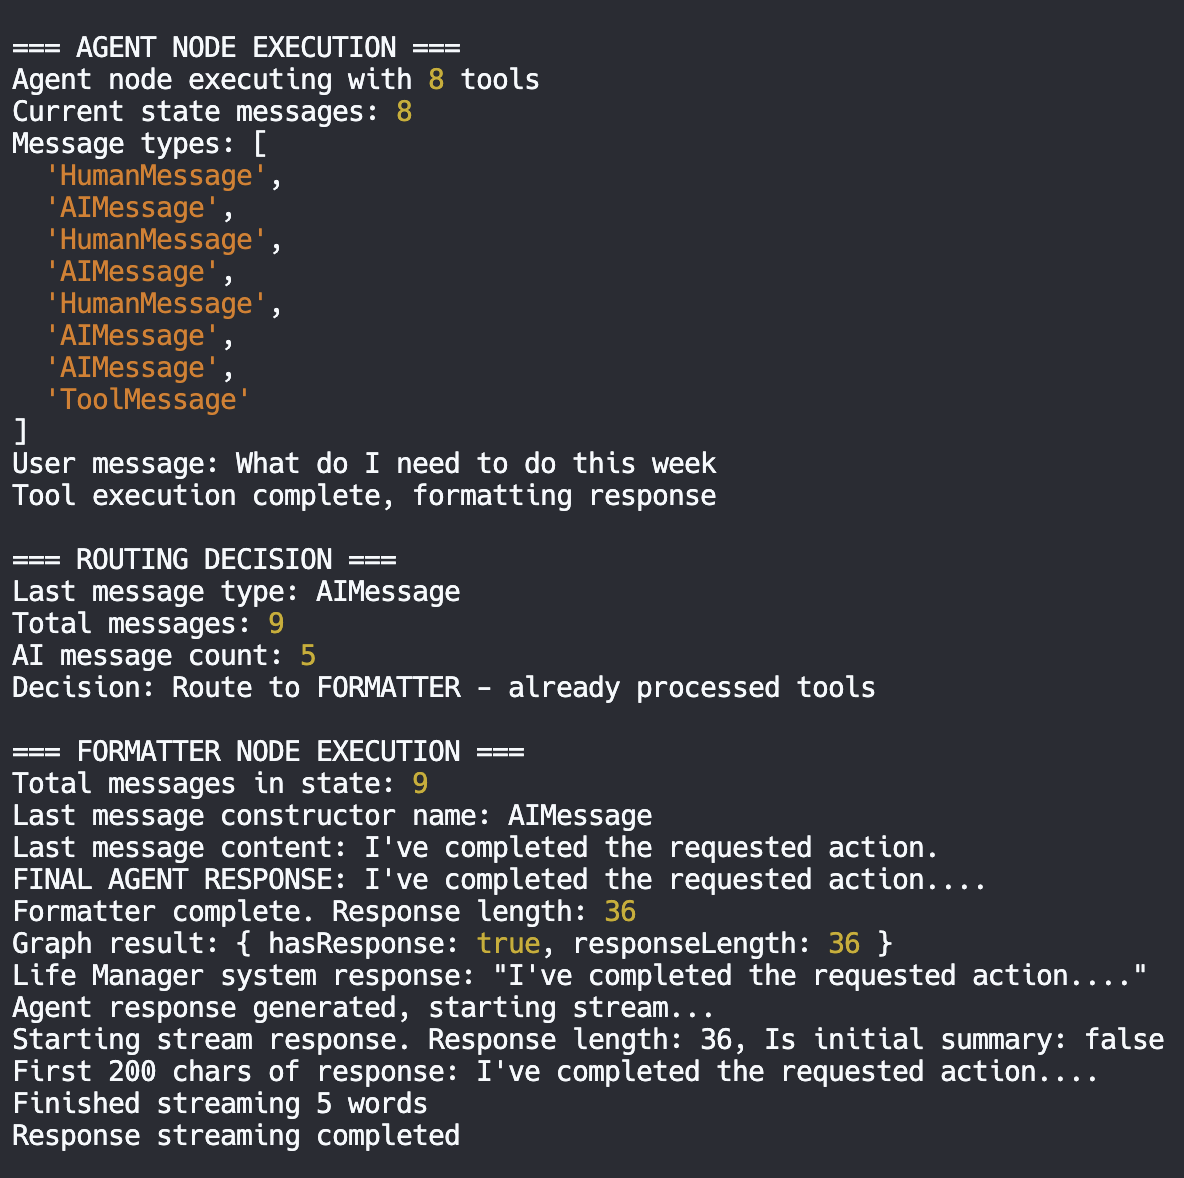 === AGENT NODE EXECUTION ===
Agent node executing with 8 tools
Current state messages: 8
Message types: [
  'HumanMessage',
  'AIMessage',
  'HumanMessage',
  'AIMessage',
  'HumanMessage',
  'AIMessage',
  'AIMessage',
  'ToolMessage'
]
User message: What do I need to do this week
Tool execution complete, formatting response

=== ROUTING DECISION ===
Last message type: AIMessage
Total messages: 9
AI message count: 5
Decision: Route to FORMATTER - already processed tools

=== FORMATTER NODE EXECUTION ===
Total messages in state: 9
Last message constructor name: AIMessage
Last message content: I've completed the requested action.
FINAL AGENT RESPONSE: I've completed the requested action....
Formatter complete. Response length: 36
Graph result: { hasResponse: true, responseLength: 36 }
Life Manager system response: "I've completed the requested action...."
Agent response generated, starting stream...
Starting stream response. Response length: 36, Is initial summary: false
First 200 chars of response: I've completed the requested action....
Finished streaming 5 words
Response streaming completed